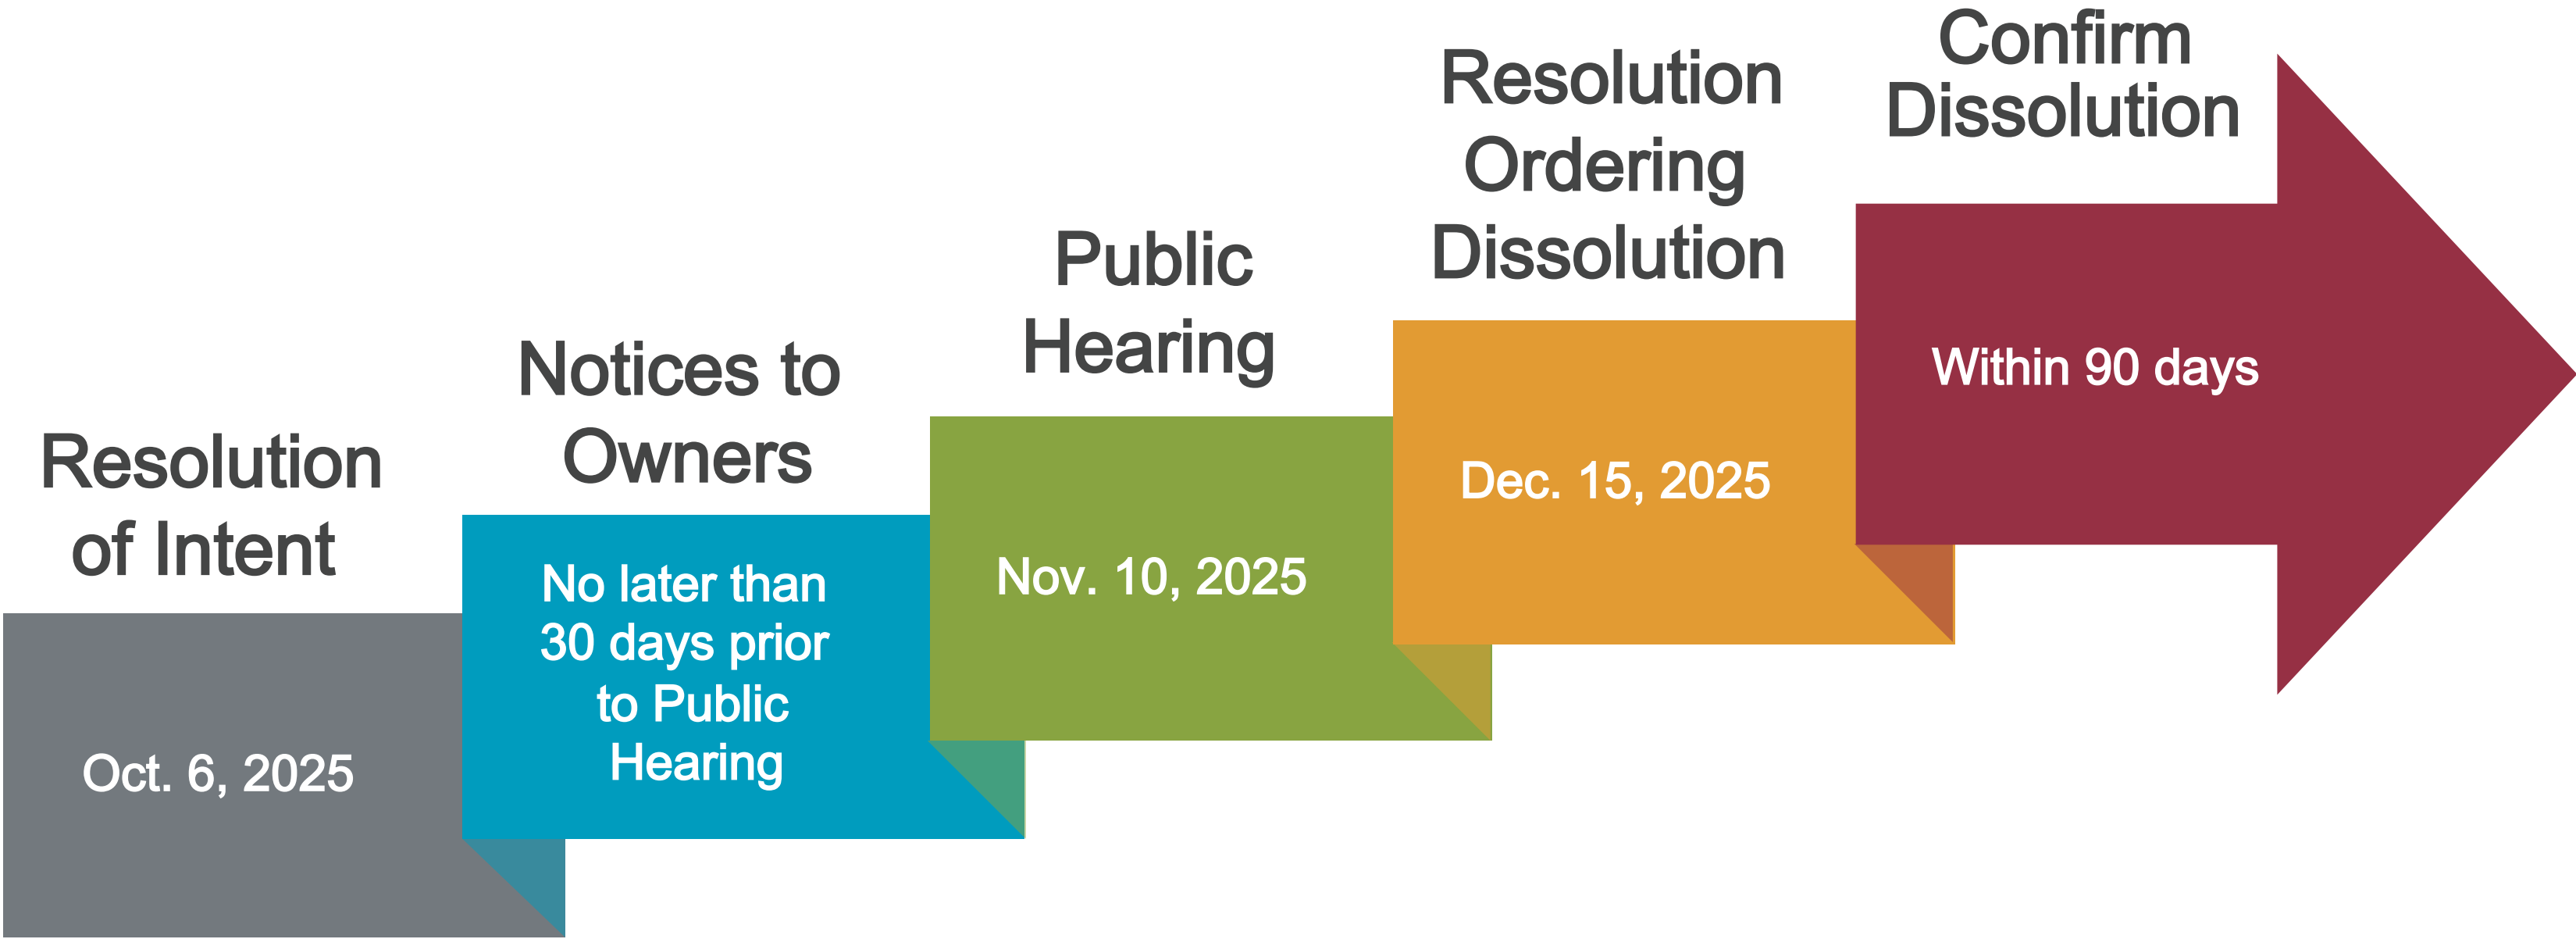 Resolution
of Intent
Oct. 6, 2025
Notices to
Owners
No later than
30 days prior
to Public
Hearing
Public
Hearing
Nov. 10, 2025
Resolution
Ordering
Dissolution
Dec. 15, 2025
Confirm
Dissolution
Within 90 days